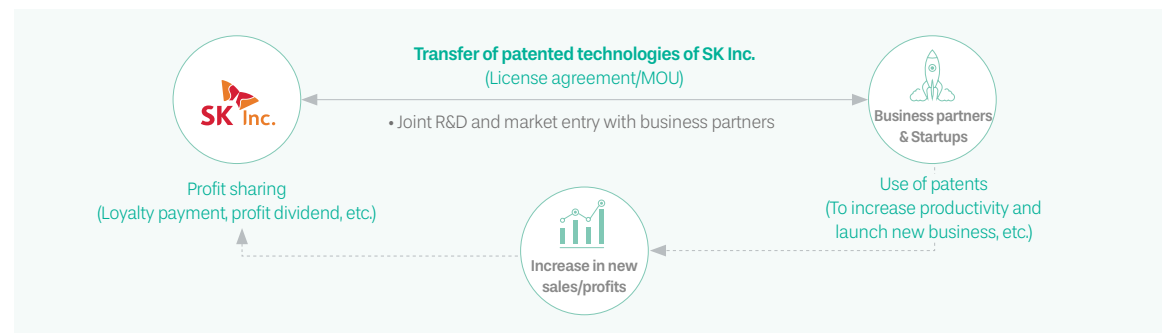 Transfer of patented technologies of SK Inc.
(License agreement/MOU)
SK Inc.
• Joint R&D and market entry with business partners
Business partners
& Startups
Profit sharing
(Loyalty payment, profit dividend, etc.)
Use of patents
(To increase productivity and
launch new business, etc.)
Increase in new
sales/profits